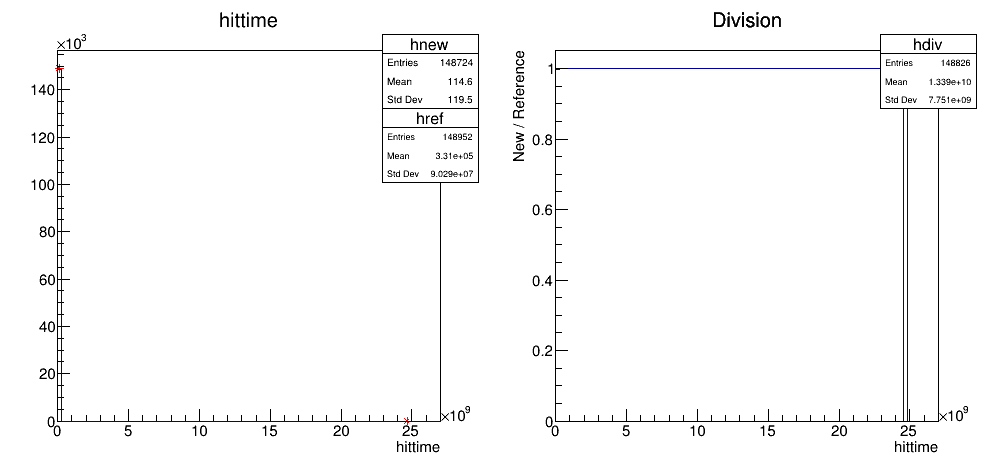 hittime
×10³
hnew
Entries 148724
Mean 114.6
Std Dev 119.5
href
Entries 148952
Mean 3.31e+05
Std Dev 9.029e+07
140
120
100
80
60
40
20
0
0 5 10 15 20 25
×10⁹
hittime
Division
New / Reference
hdiv
Entries 148826
Mean 1.339e+10
Std Dev 7.751e+09
1
0.8
0.6
0.4
0.2
0
0 5 10 15 20 25
×10⁹
hittime